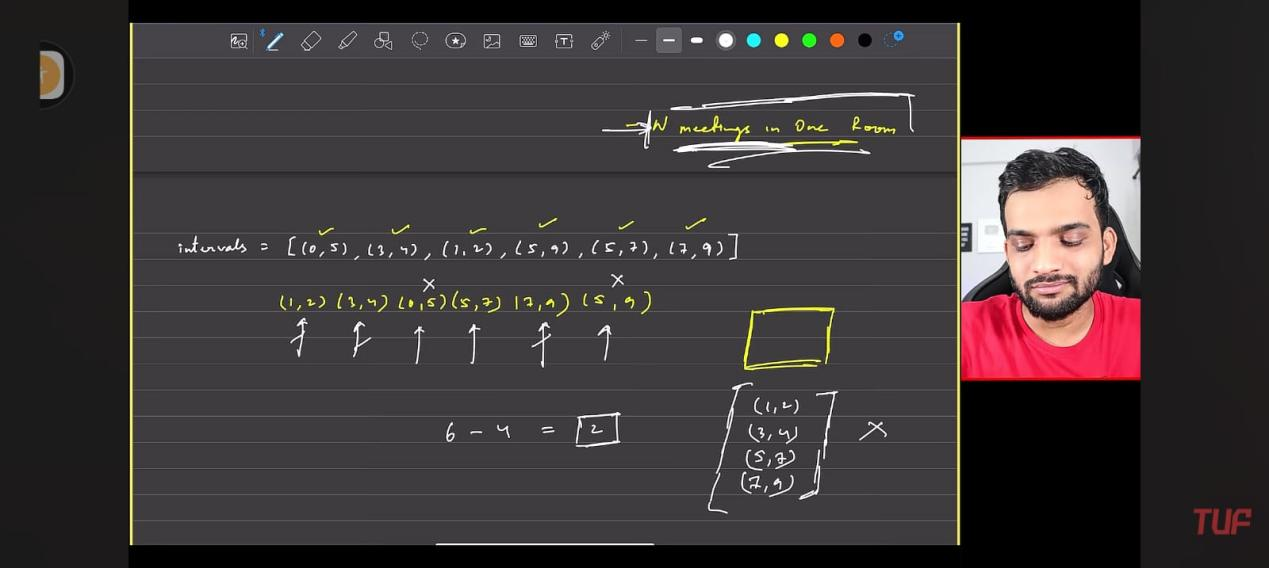 → N meetings in One Room
intervals = [(0,5), (3,4), (1,2), (5,9), (5,7), (7,9)]
(1,2) (3,4) (0,5) (5,7) (7,9) (5,9)
6 - 4 = 2
(1,2)
(3,4)
(5,7)
(7,9)
TUF